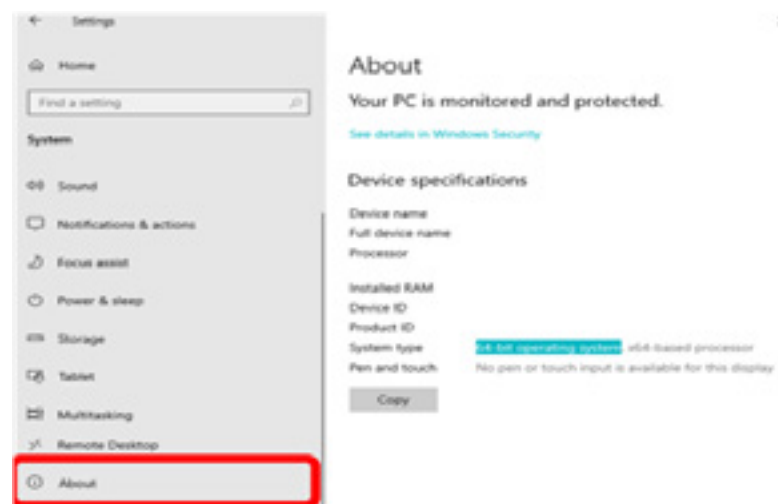 Settings
Home
Find a setting
System
Sound
Notifications & actions
Focus assist
Power & sleep
Storage
Tablet
Multitasking
Remote Desktop
About
About
Your PC is monitored and protected.
See details in Windows Security
Device specifications
Device name
Full device name
Processor
Installed RAM
Device ID
Product ID
System type 64-bit operating system, x64-based processor
Pen and touch No pen or touch input is available for this display
Copy